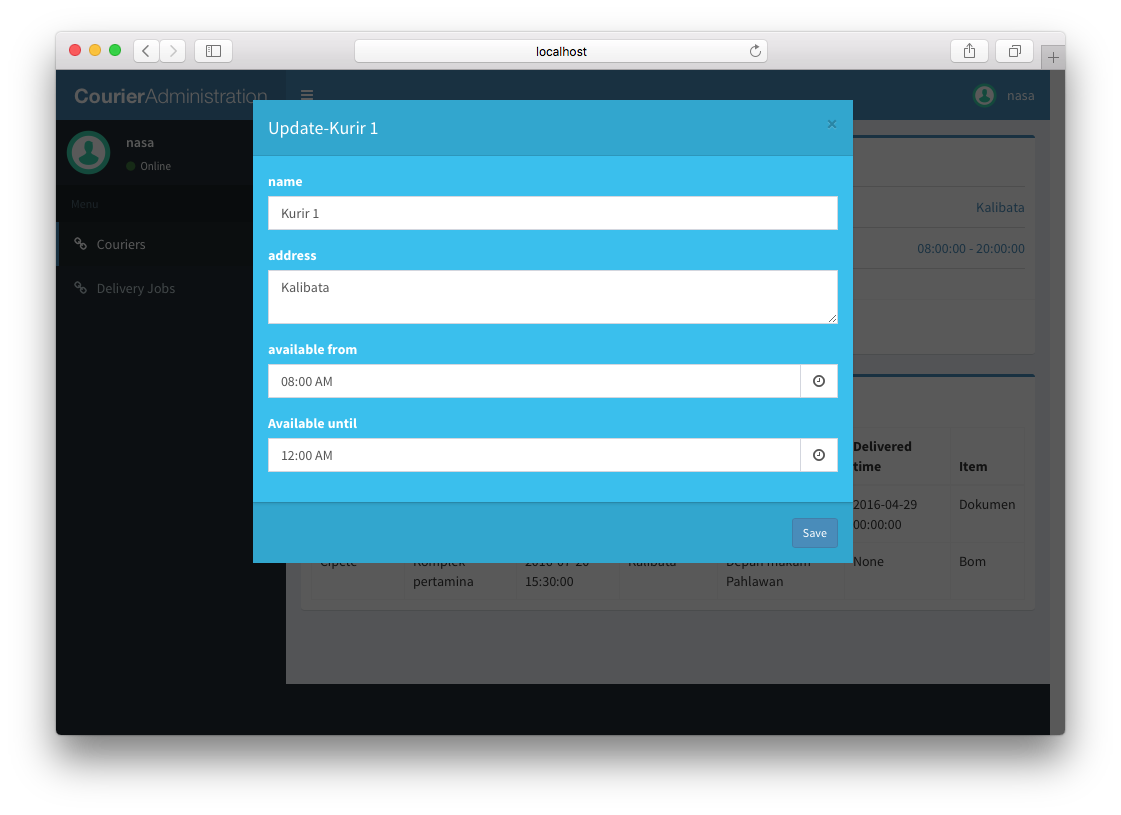 localhost
CourierAdministration
nasa
nasa
Online
Menu
Couriers
Delivery Jobs
Update-Kurir 1
×
name
Kurir 1
address
Kalibata
available from
08:00 AM
Available until
12:00 AM
Save
Kalibata
08:00:00 - 20:00:00
Delivered
time
Item
2016-04-29
00:00:00
Dokumen
Cipete
Komplek
pertamina
15:30:00
Kalibata
Depan makam
Pahlawan
None
Bom